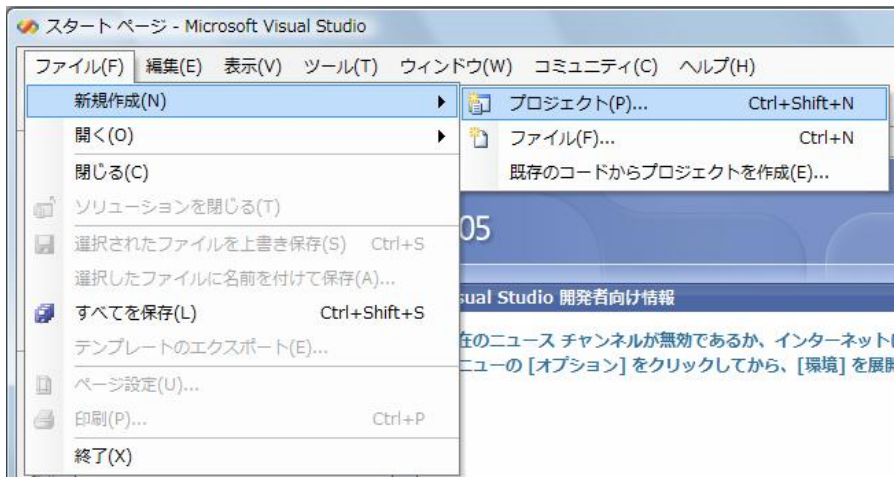 スタート ページ - Microsoft Visual Studio
ファイル(F) 編集(E) 表示(V) ツール(T) ウィンドウ(W) コミュニティ(C) ヘルプ(H)
新規作成(N)
開く(O)
閉じる(C)
ソリューションを閉じる(T)
選択されたファイルを上書き保存(S) Ctrl+S
選択したファイルに名前を付けて保存(A)...
すべてを保存(L) Ctrl+Shift+S
テンプレートのエクスポート(E)...
ページ設定(U)...
印刷(P)... Ctrl+P
終了(X)
プロジェクト(P)... Ctrl+Shift+N
ファイル(F)... Ctrl+N
既存のコードからプロジェクトを作成(E)...
05
sual Studio 開発者向け情報
在のニュース チャンネルが無効であるか、インターネット
ニューの [オプション] をクリックしてから、[環境] を展開